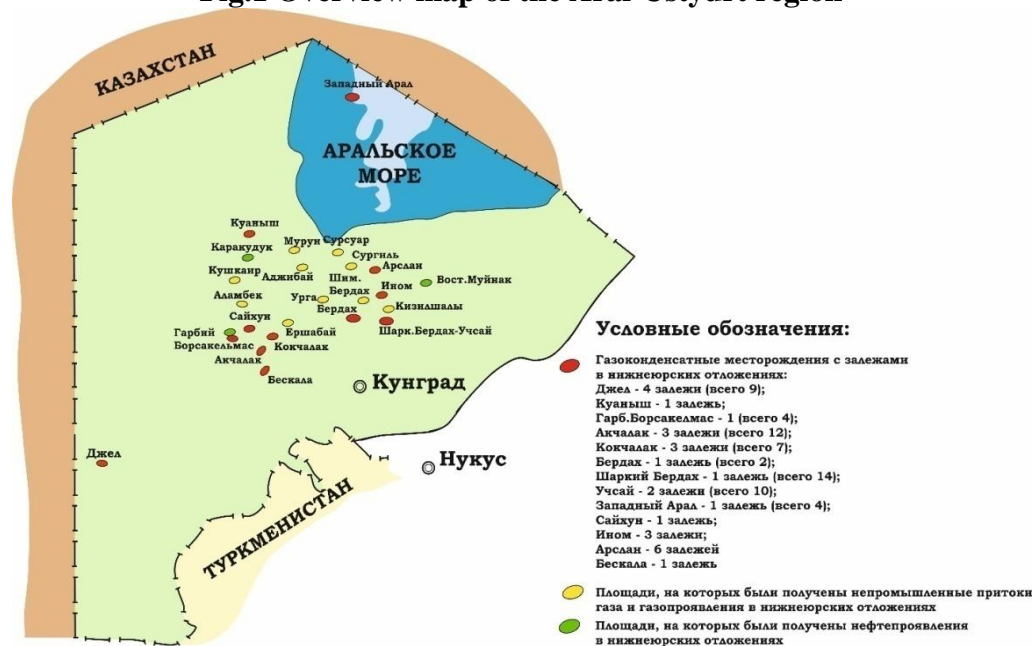 Fig.1 Overview map of the Aral-Ustyurt region
КАЗАХСТАН
Западный Арал
АРАЛЬСКОЕ
МОРЕ
Куаныш
Каракудук
Мурун
Сурсуар
Сургиль
Кушкаир
Аджибай
Шим.
Бердах
Арслан
Вост.Муйнак
Ином
Аламбек
Урга
Бердах
Кизилшалы
Сайхун
Гарбий
Борсакельмас
Ершабай
Кокчалак
Шарк.Бердах-Учсай
Акчалак
Бескала
Кунград
Джел
Нукус
ТУРКМЕНИСТАН
Условные обозначения:
Газоконденсатные месторождения с залежами
в нижнеюрских отложениях:
Джел - 4 залежи (всего 9);
Куаныш - 1 залежь;
Гарб.Борсакелмас - 1 (всего 4);
Акчалак - 3 залежи (всего 12);
Кокчалак - 3 залежи (всего 7);
Бердах - 1 залежь (всего 2);
Шаркий Бердах - 1 залежь (всего 14);
Учсай - 2 залежи (всего 10);
Западный Арал - 1 залежь (всего 4);
Сайхун - 1 залежь;
Ином - 3 залежи;
Арслан - 6 залежей
Бескала - 1 залежь
Площади, на которых были получены непромышленные притоки
газа и газопроявления в нижнеюрских отложениях
Площади, на которых были получены нефтепроявления
в нижнеюрских отложениях